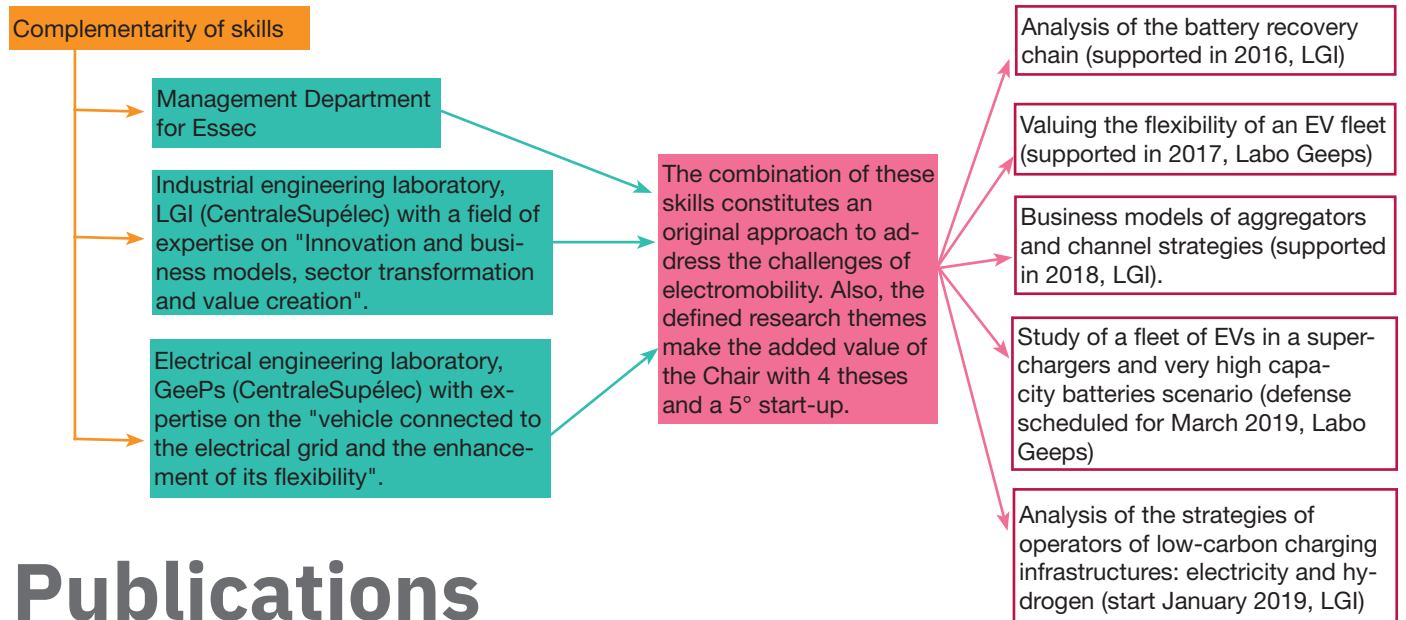 Complementarity of skills
Management Department
for Essec
Industrial engineering laboratory,
LGI (CentraleSupélec) with a field of
expertise on "Innovation and busi-
ness models, sector transformation
and value creation".
Electrical engineering laboratory,
GeePs (CentraleSupélec) with ex-
pertise on the "vehicle connected to
the electrical grid and the enhance-
ment of its flexibility".
The combination of these
skills constitutes an
original approach to ad-
dress the challenges of
electromobility. Also, the
defined research themes
make the added value of
the Chair with 4 theses
and a 5° start-up.
Analysis of the battery recovery
chain (supported in 2016, LGI)
Valuing the flexibility of an EV fleet
(supported in 2017, Labo Geeps)
Business models of aggregators
and channel strategies (supported
in 2018, LGI).
Study of a fleet of EVs in a super-
chargers and very high capa-
city batteries scenario (defense
scheduled for March 2019, Labo
Geeps)
Analysis of the strategies of
operators of low-carbon charging
infrastructures: electricity and hy-
drogen (start January 2019, LGI)
Publications